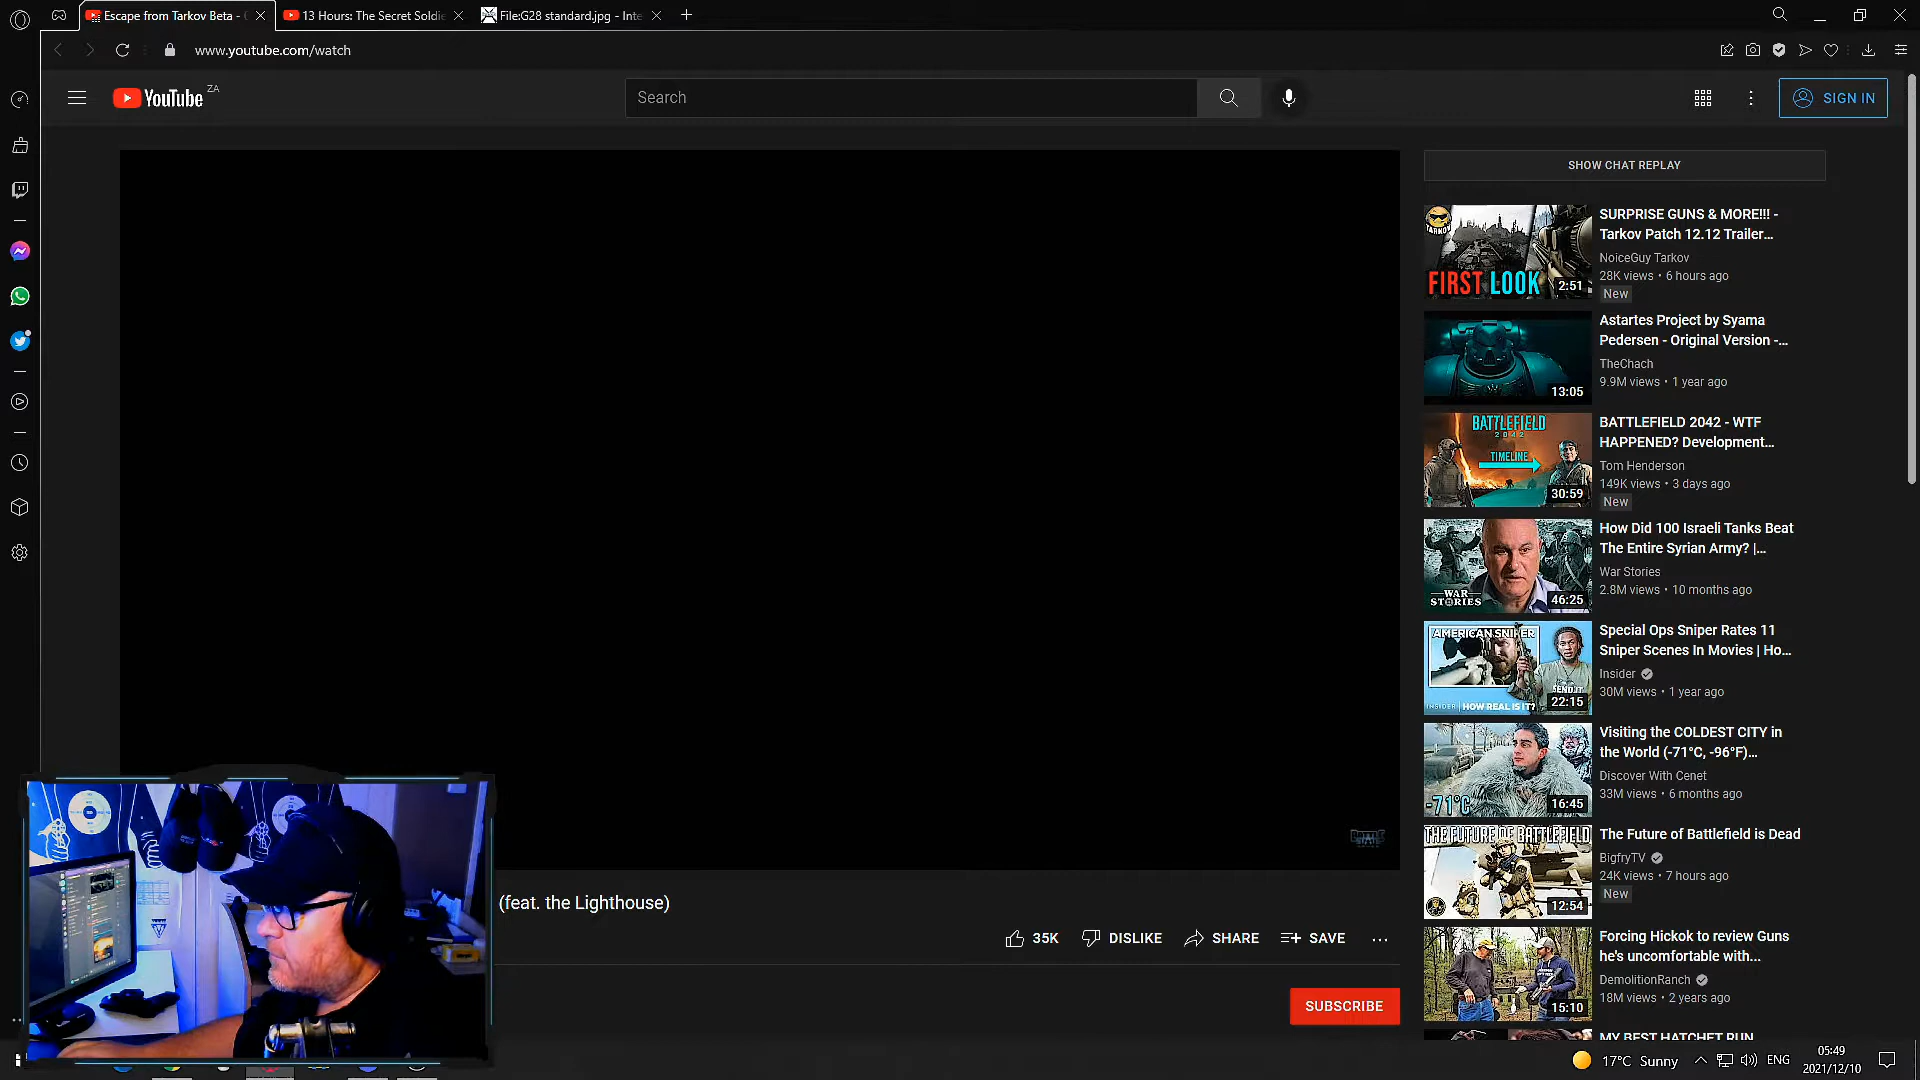 Escape from Tarkov Beta - (
13 Hours: The Secret Soldie
File:G28 standard.jpg - Inte
www.youtube.com/watch
YouTube ZA
Search
SIGN IN
SHOW CHAT REPLAY
TARKOV
FIRST LOOK
2:51
SURPRISE GUNS & MORE!!! -
Tarkov Patch 12.12 Trailer...
NoiceGuy Tarkov
28K views • 6 hours ago
New
13:05
Astartes Project by Syama
Pedersen - Original Version -...
TheChach
9.9M views • 1 year ago
BATTLEFIELD
2042
TIMELINE
30:59
BATTLEFIELD 2042 - WTF
HAPPENED? Development...
Tom Henderson
149K views • 3 days ago
New
WAR
STORIES
46:25
How Did 100 Israeli Tanks Beat
The Entire Syrian Army? |...
War Stories
2.8M views • 10 months ago
AMERICAN SNIPER
SEND IT
INSIDER | HOW REAL IS IT?
22:15
Special Ops Sniper Rates 11
Sniper Scenes In Movies | Ho...
Insider
30M views • 1 year ago
-71°C
16:45
Visiting the COLDEST CITY in
the World (-71°C, -96°F)...
Discover With Cenet
33M views • 6 months ago
THE FUTURE OF BATTLEFIELD
12:54
The Future of Battlefield is Dead
BigfryTV
24K views • 7 hours ago
New
15:10
Forcing Hickok to review Guns
he's uncomfortable with...
DemolitionRanch
18M views • 2 years ago
MY BEST HATCHET RUN
BATTLE
(feat. the Lighthouse)
35K
DISLIKE
SHARE
SAVE
SUBSCRIBE
17°C Sunny
ENG
05:49
2021/12/10